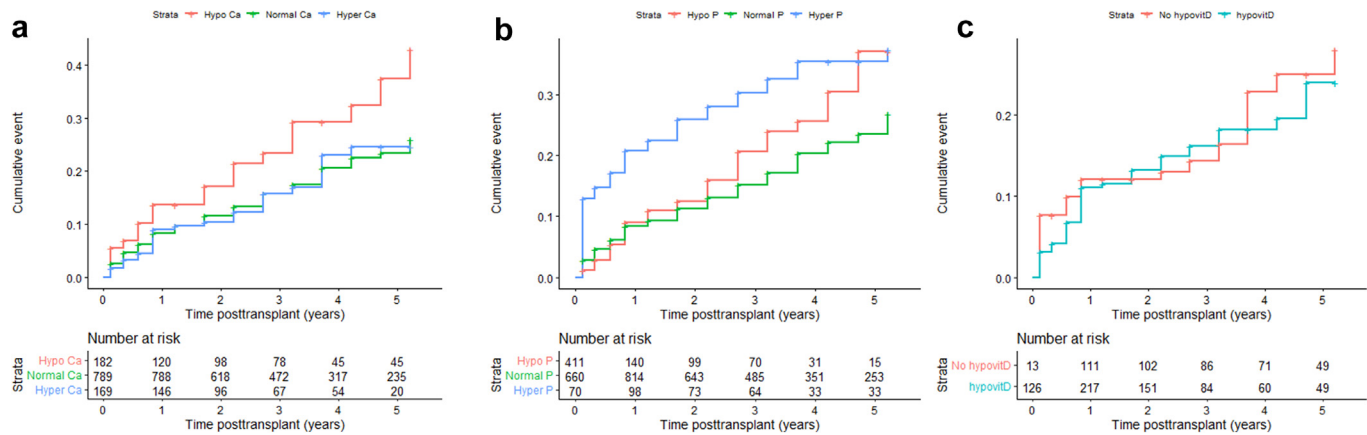 a
Strata Hypo Ca Normal Ca Hyper Ca
Cumulative event
0.4
0.3
0.2
0.1
0.0
0 1 2 3 4 5
Time posttransplant (years)
Number at risk
Strata
Hypo Ca 182 120 98 78 45 45
Normal Ca 789 788 618 472 317 235
Hyper Ca 169 146 96 67 54 20
0 1 2 3 4 5
Time posttransplant (years)
b
Strata Hypo P Normal P Hyper P
Cumulative event
0.3
0.2
0.1
0.0
0 1 2 3 4 5
Time posttransplant (years)
Number at risk
Strata
Hypo P 411 140 99 70 31 15
Normal P 660 814 643 485 351 253
Hyper P 70 98 73 64 33 33
0 1 2 3 4 5
Time posttransplant (years)
c
Strata No hypovitD hypovitD
Cumulative event
0.2
0.1
0.0
0 1 2 3 4 5
Time posttransplant (years)
Number at risk
Strata
No hypovitD 13 111 102 86 71 49
hypovitD 126 217 151 84 60 49
0 1 2 3 4 5
Time posttransplant (years)